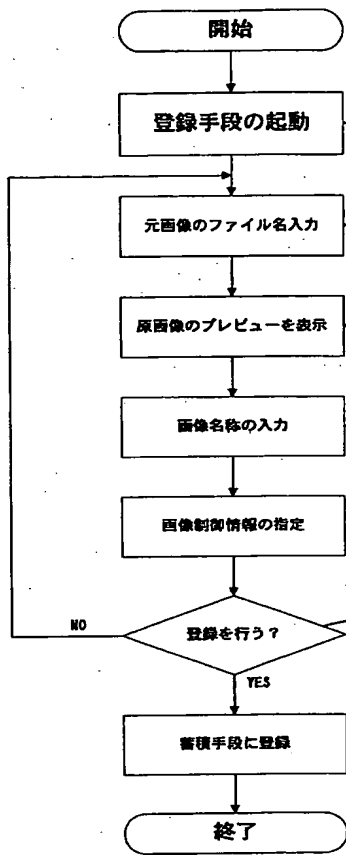 開始
登録手段の起動
元画像のファイル名入力
原画像のプレビューを表示
画像名称の入力
画像制御情報の指定
登録を行う?
NO
YES
蓄積手段に登録
終了